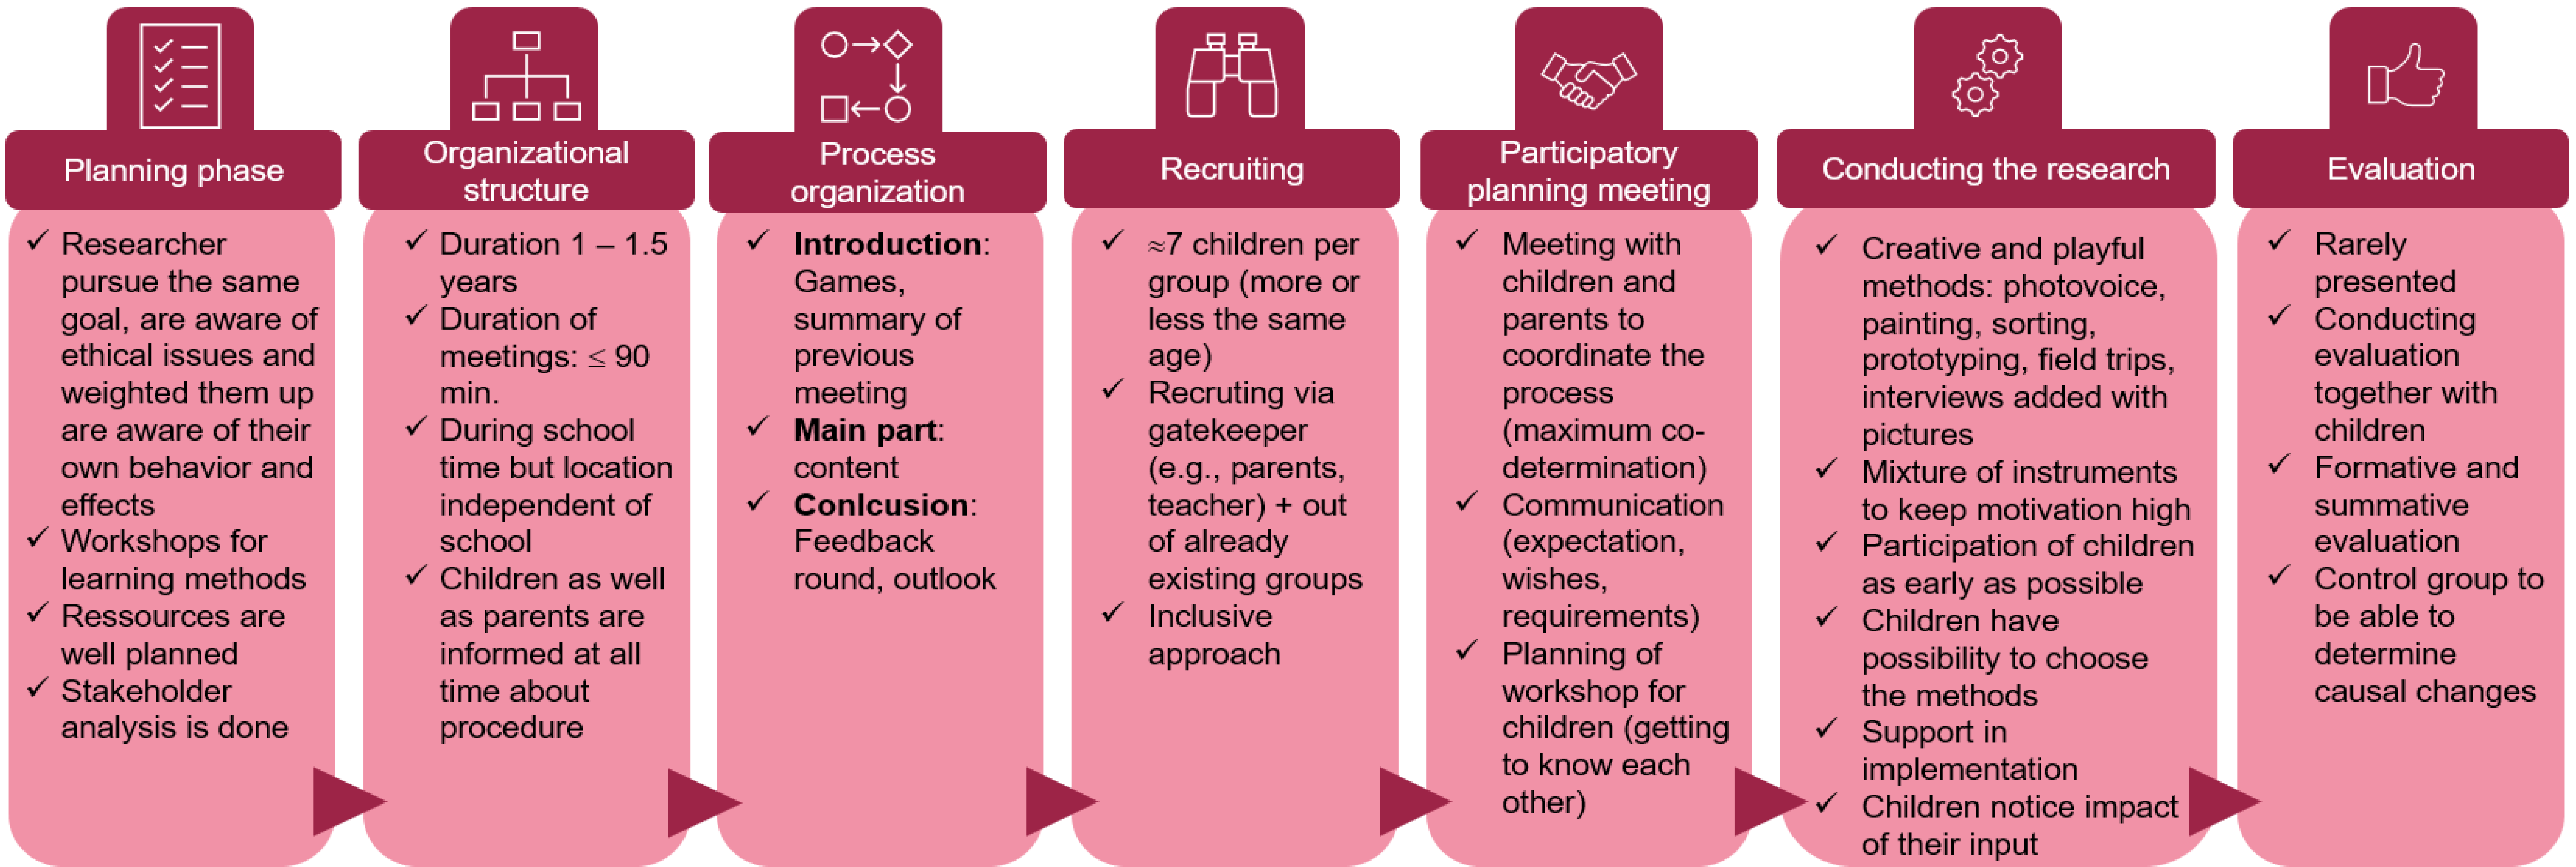 Planning phase
✓ Researcher
pursue the same
goal, are aware of
ethical issues and
weighted them up
are aware of their
own behavior and
effects
✓ Workshops for
learning methods
✓ Ressources are
well planned
✓ Stakeholder
analysis is done
Organizational
structure
✓ Duration 1 – 1.5
years
✓ Duration of
meetings: ≤ 90
min.
✓ During school
time but location
independent of
school
✓ Children as well
as parents are
informed at all
time about
procedure
Process
organization
✓ Introduction:
Games,
summary of
previous
meeting
✓ Main part:
content
✓ Conlcusion:
Feedback
round, outlook
Recruiting
✓ ≈7 children per
group (more or
less the same
age)
✓ Recruting via
gatekeeper
(e.g., parents,
teacher) + out
of already
existing groups
✓ Inclusive
approach
Participatory
planning meeting
✓ Meeting with
children and
parents to
coordinate the
process
(maximum co-
determination)
✓ Communication
(expectation,
wishes,
requirements)
✓ Planning of
workshop for
children (getting
to know each
other)
Conducting the research
✓ Creative and playful
methods: photovoice,
painting, sorting,
prototyping, field trips,
interviews added with
pictures
✓ Mixture of instruments
to keep motivation high
✓ Participation of children
as early as possible
✓ Children have
possibility to choose
the methods
✓ Support in
implementation
✓ Children notice impact
of their input
Evaluation
✓ Rarely
presented
✓ Conducting
evaluation
together with
children
✓ Formative and
summative
evaluation
✓ Control group to
be able to
determine
causal changes